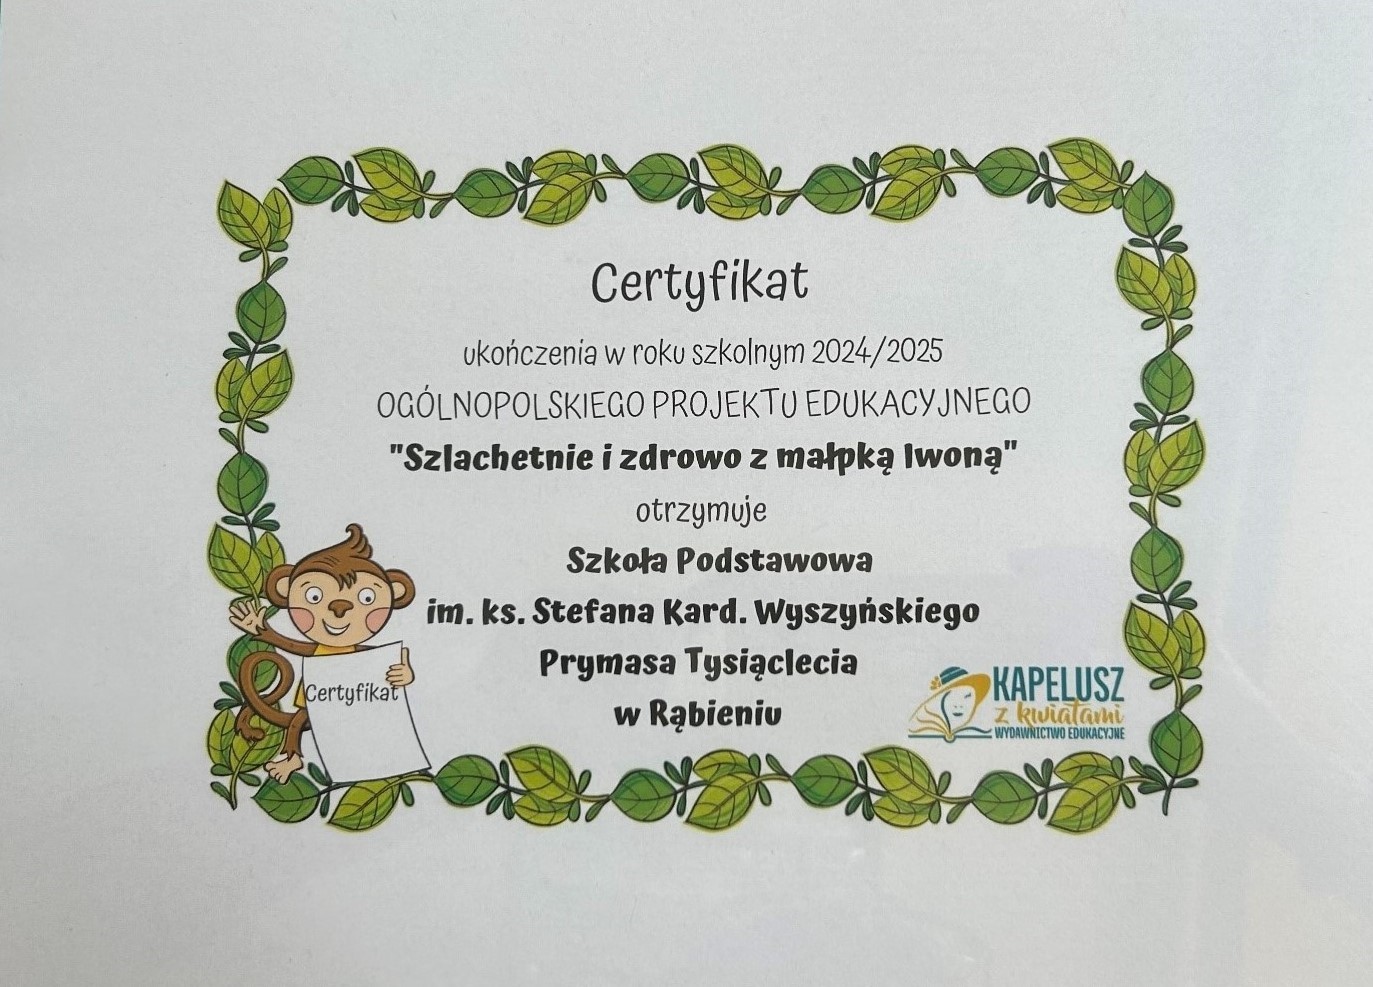 Certyfikat
ukończenia w roku szkolnym 2024/2025
OGÓLNOPOLSKIEGO PROJEKTU EDUKACYJNEGO
"Szlachetnie i zdrowo z małpką Iwoną"
otrzymuje
Szkoła Podstawowa
im. ks. Stefana Kard. Wyszyńskiego
Prymasa Tysiąclecia
w Rąbieniu
Certyfikat
KAPELUSZ
z kwiatami
WYDAWNICTWO EDUKACYJNE